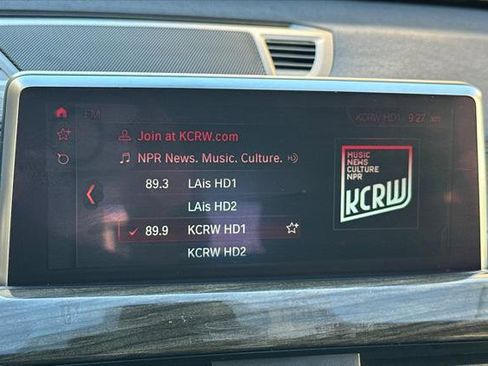 FM
KCRW HD1 9:27 am
Join at KCRW.com
NPR News. Music. Culture.
89.3 LAis HD1
LAis HD2
89.9 KCRW HD1
KCRW HD2
MUSIC
NEWS
CULTURE
NPR
KCRW